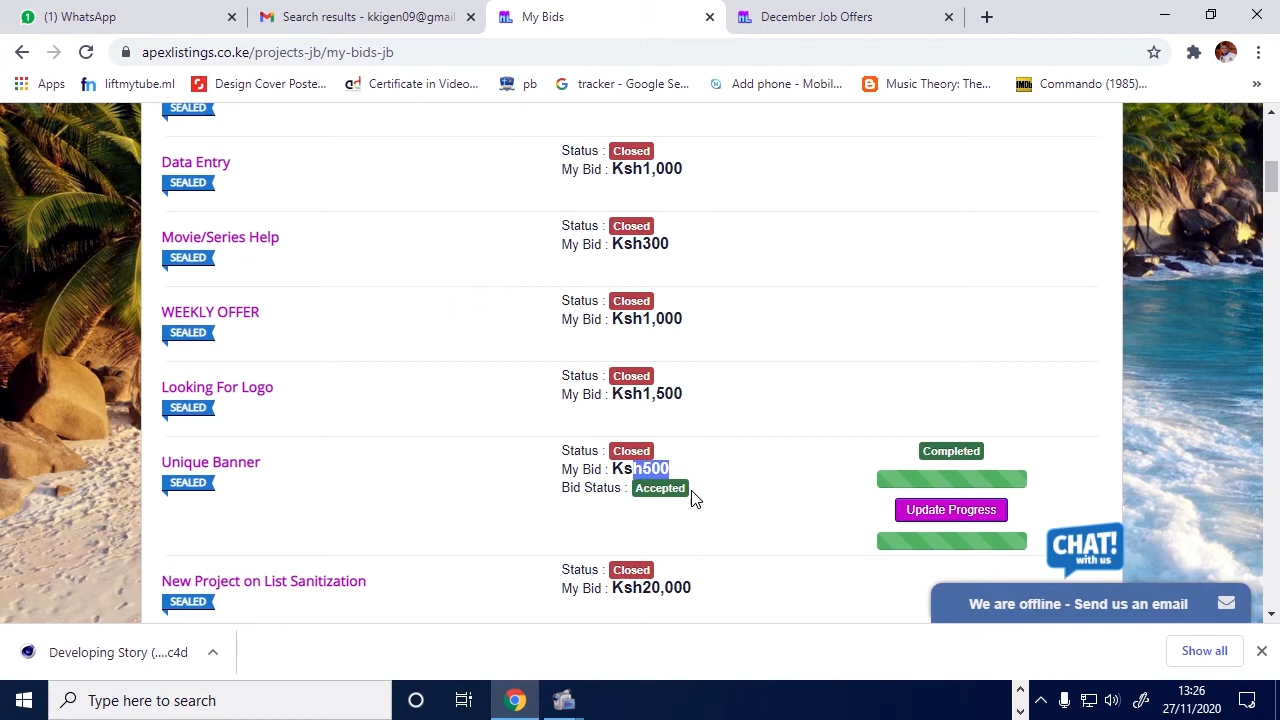 (1) WhatsApp
Search results - kkigen09@gmail
My Bids
December Job Offers
apexlistings.co.ke/projects-jb/my-bids-jb
Apps
liftmytube.ml
Design Cover Poste...
Certificate in Video...
pb
tracker - Google Se...
Add phone - Mobil...
Music Theory: The...
Commando (1985)...
»
SEALED
Data Entry
SEALED
Status : Closed
My Bid : Ksh1,000
Movie/Series Help
SEALED
Status : Closed
My Bid : Ksh300
WEEKLY OFFER
SEALED
Status : Closed
My Bid : Ksh1,000
Looking For Logo
SEALED
Status : Closed
My Bid : Ksh1,500
Unique Banner
SEALED
Status : Closed
My Bid : Ksh500
Bid Status : Accepted
Completed
Update Progress
New Project on List Sanitization
SEALED
Status : Closed
My Bid : Ksh20,000
CHAT!
with us
We are offline - Send us an email
Developing Story (....c4d
Show all
Type here to search
13:26
27/11/2020